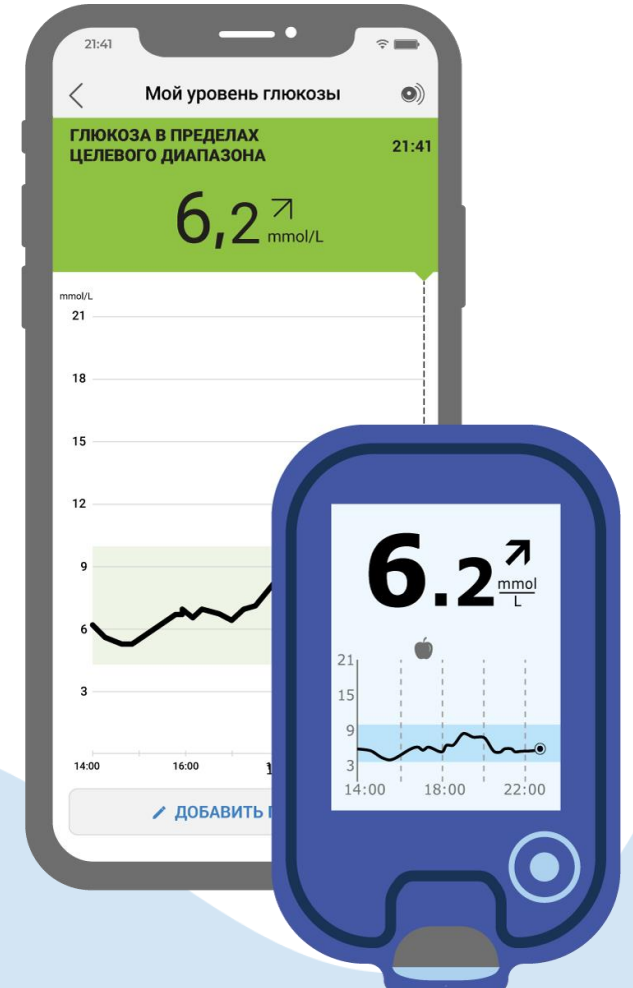 21:41
Мой уровень глюкозы
ГЛЮКОЗА В ПРЕДЕЛАХ
ЦЕЛЕВОГО ДИАПАЗОНА
21:41
6,2
mmol/L
mmol/L
21
18
15
12
9
6
3
14:00 16:00
ДОБАВИТЬ
6.2
mmol
L
21
15
9
3
14:00 18:00 22:00